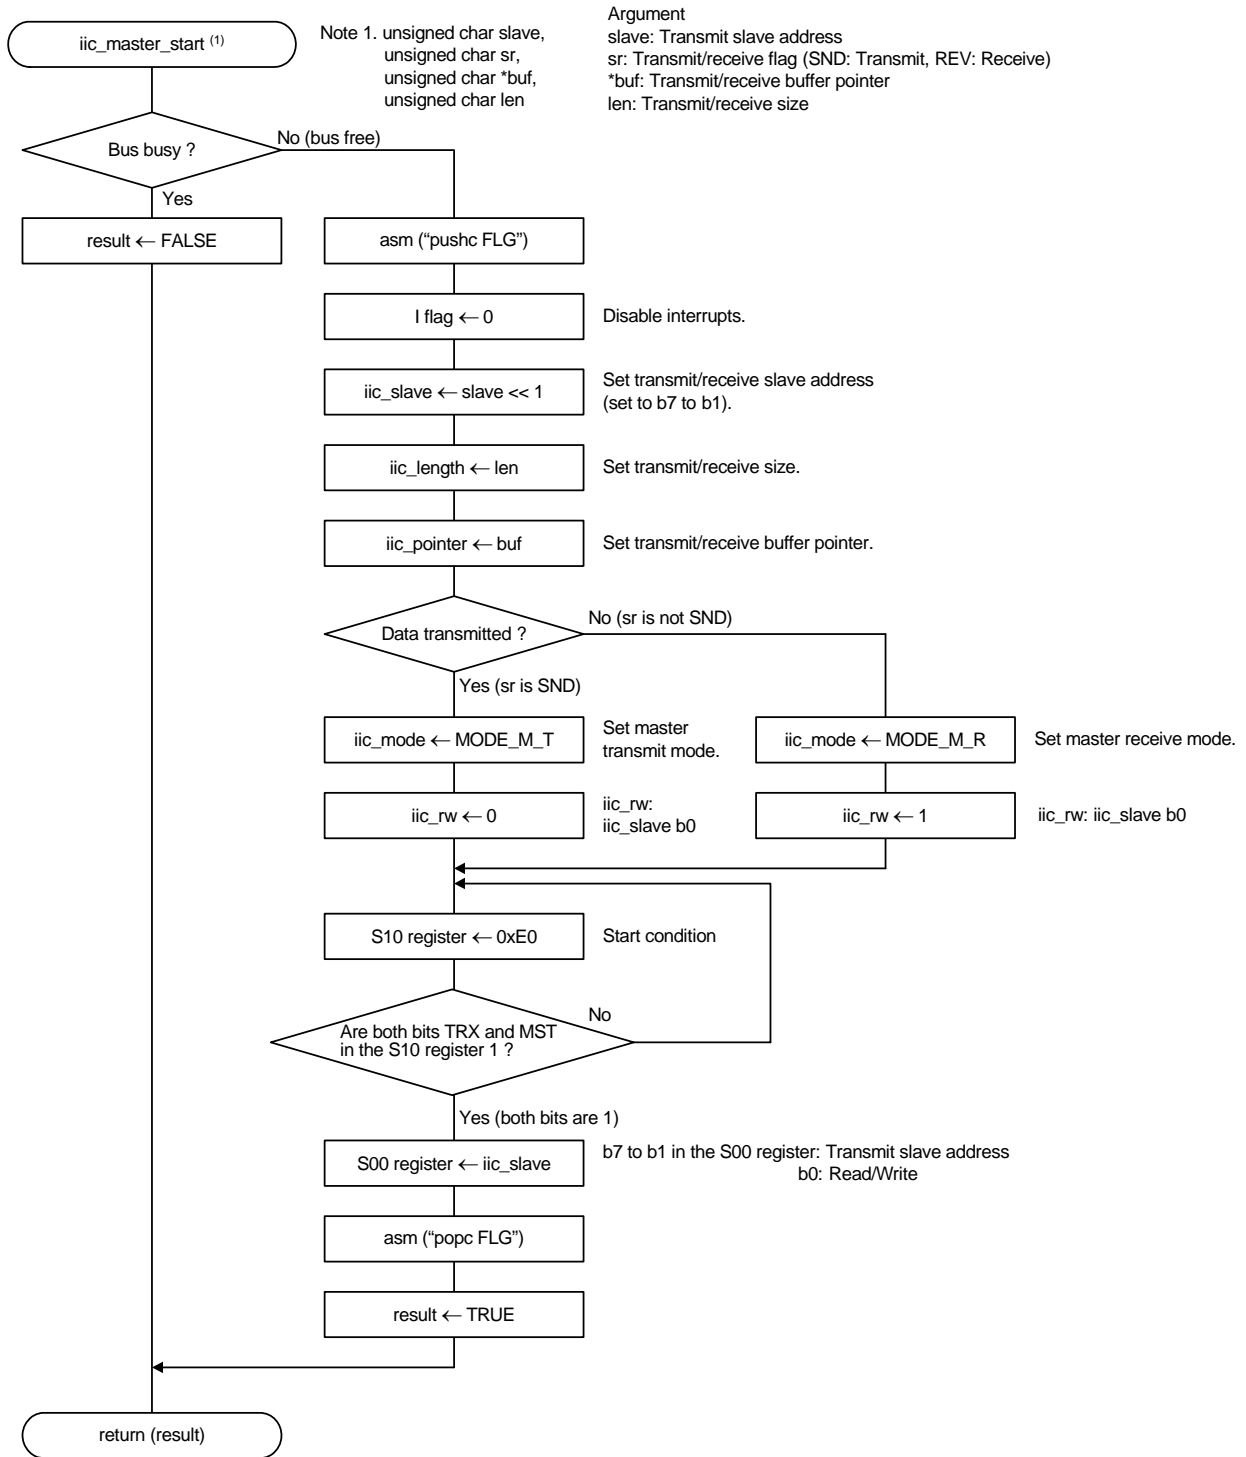 iic_master_start (1)
Note 1. unsigned char slave,
unsigned char sr,
unsigned char *buf,
unsigned char len
Argument
slave: Transmit slave address
sr: Transmit/receive flag (SND: Transmit, REV: Receive)
*buf: Transmit/receive buffer pointer
len: Transmit/receive size
Bus busy ?
No (bus free)
Yes
result ← FALSE
asm (“pushc FLG”)
I flag ← 0
Disable interrupts.
iic_slave ← slave << 1
Set transmit/receive slave address
(set to b7 to b1).
iic_length ← len
Set transmit/receive size.
iic_pointer ← buf
Set transmit/receive buffer pointer.
Data transmitted ?
No (sr is not SND)
Yes (sr is SND)
iic_mode ← MODE_M_T
Set master
transmit mode.
iic_mode ← MODE_M_R
Set master receive mode.
iic_rw ← 0
iic_rw:
iic_slave b0
iic_rw ← 1
iic_rw: iic_slave b0
S10 register ← 0xE0
Start condition
Are both bits TRX and MST
in the S10 register 1 ?
No
Yes (both bits are 1)
S00 register ← iic_slave
b7 to b1 in the S00 register: Transmit slave address
b0: Read/Write
asm (“popc FLG”)
result ← TRUE
return (result)